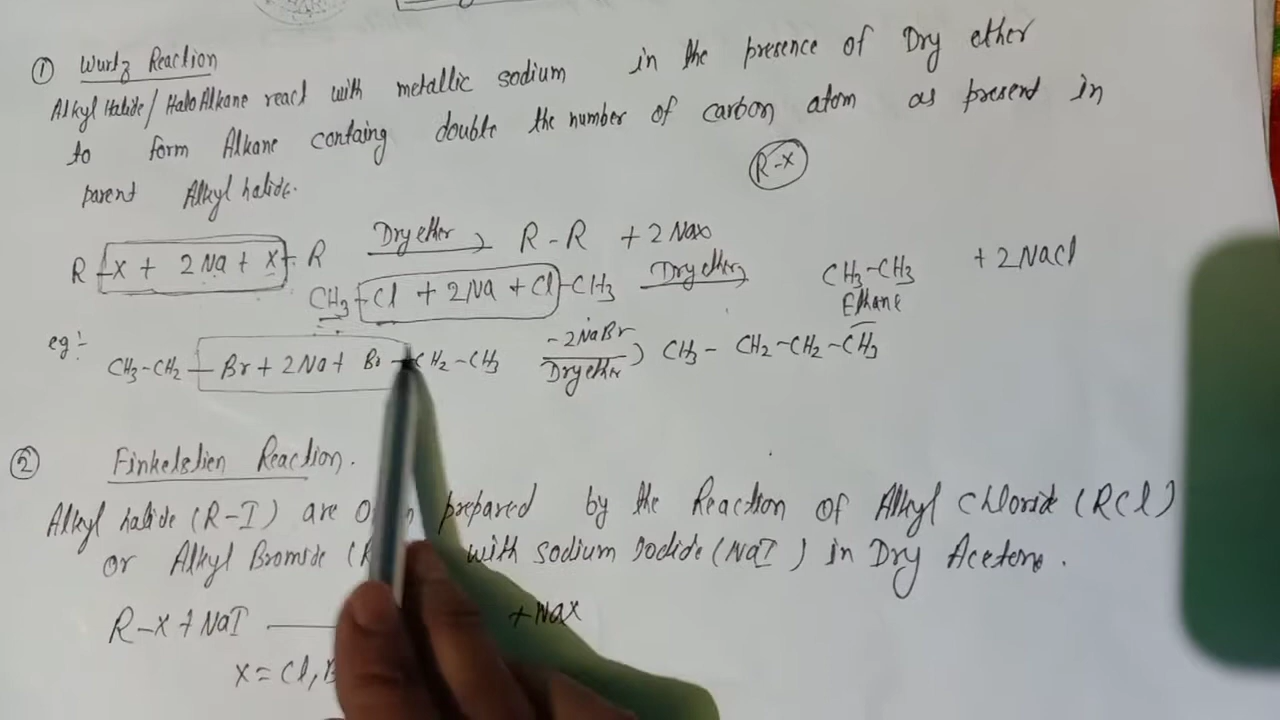 ① Wurtz Reaction
Alkyl Halide/HaloAlkane react with metallic sodium in the presence of Dry ether
to form Alkane containg double the number of carbon atom as present in
parent Alkyl halide.
R-X
R-X + 2Na + X-R Dry ether → R-R + 2NaX
CH3-Cl + 2Na + Cl-CH3 Dry ether → CH3-CH3 + 2NaCl
Ethane
eg:- CH3-CH2-Br + 2Na + Br-CH2-CH3 -2NaBr Dry ether → CH3-CH2-CH2-CH3
② Finkelstien Reaction.
Alkyl halide (R-I) are prepared by the Reaction of Alkyl Chloride (RCl)
or Alkyl Bromide with sodium Iodide (NaI) in Dry Acetone.
R-X + NaI + NaX
X = Cl,